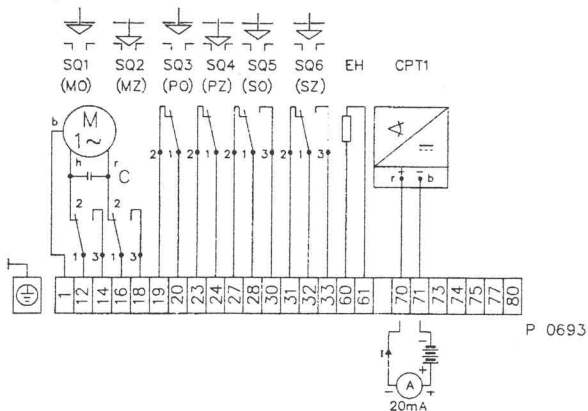 SQ1 SQ2 SQ3 SQ4 SQ5 SQ6 EH CPT1
(MO) (MZ) (PO) (PZ) (SO) (SZ)
b M
1~
h r C
r b
2 1 2 1 2 1 3 2 1 3
2 1 3 2 1 3
1 12 14 16 18 19 20 23 24 27 28 30 31 32 33 60 61 70 71 73 74 75 77 80
P 0693
I
A
20mA